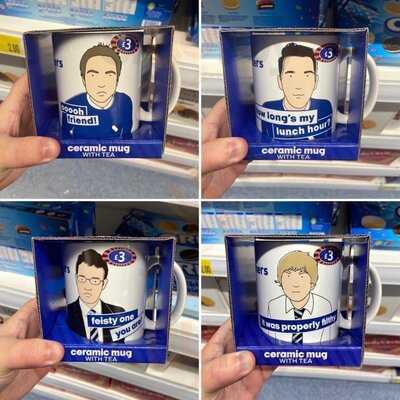 2.00
£3
ers
ooooh
friend!
ceramic mug
WITH TEA
£3
ers
ow long's my
lunch hour?
ceramic mug
WITH TEA
£3
ers
feisty one
you are
ceramic mug
WITH TEA
£3
ers
it was properly filthy
ceramic mug
WITH TEA